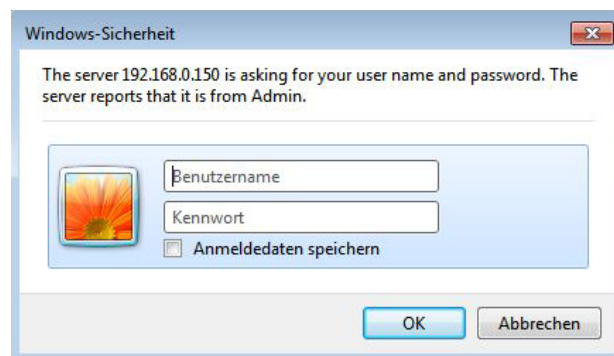 Windows-Sicherheit
The server 192.168.0.150 is asking for your user name and password. The
server reports that it is from Admin.
Benutzername
Kennwort
Anmeldedaten speichern
OK Abbrechen